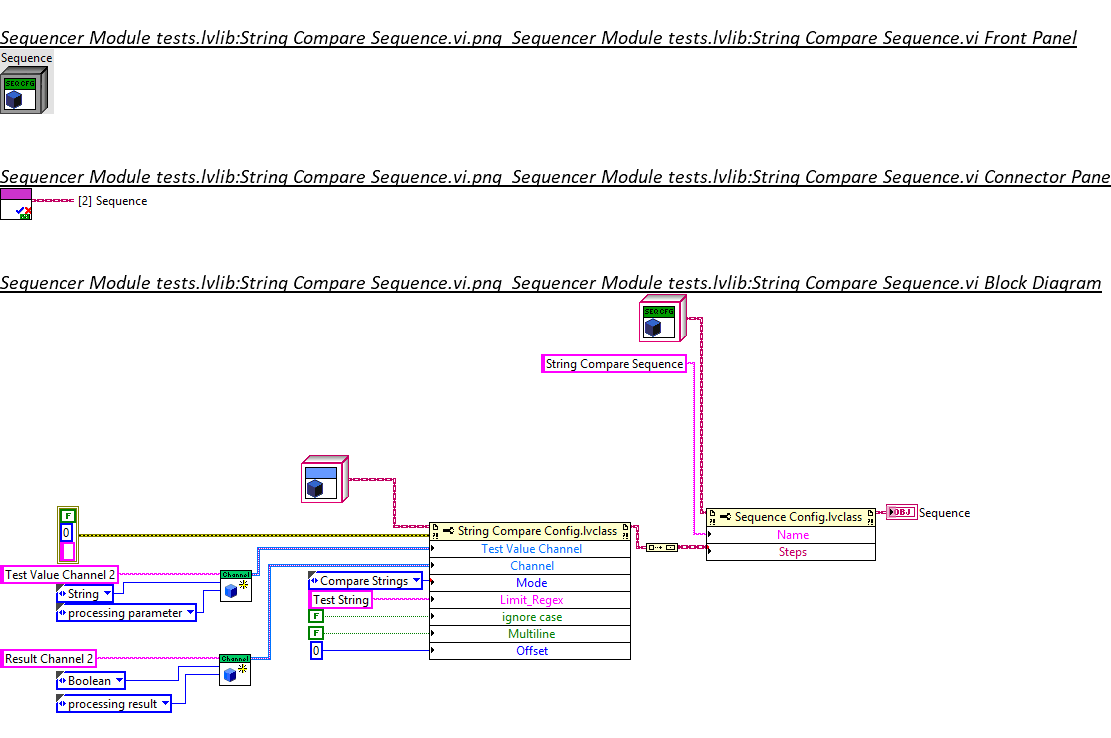 Sequencer Module tests.lvlib:String Compare Sequence.vi.png Sequencer Module tests.lvlib:String Compare Sequence.vi Front Panel
Sequence
SEQ CFG
Sequencer Module tests.lvlib:String Compare Sequence.vi.png Sequencer Module tests.lvlib:String Compare Sequence.vi Connector Pane
[2] Sequence
Sequencer Module tests.lvlib:String Compare Sequence.vi.png Sequencer Module tests.lvlib:String Compare Sequence.vi Block Diagram
SEQ CFG
String Compare Sequence
F
0
Sequence Config.lvclass
Name
Steps
OBJ
Sequence
String Compare Config.lvclass
Test Value Channel
Channel
Mode
Limit_Regex
ignore case
Multiline
Offset
Test Value Channel 2
String
processing parameter
Channel
Compare Strings
Test String
F
F
0
Result Channel 2
Boolean
processing result
Channel